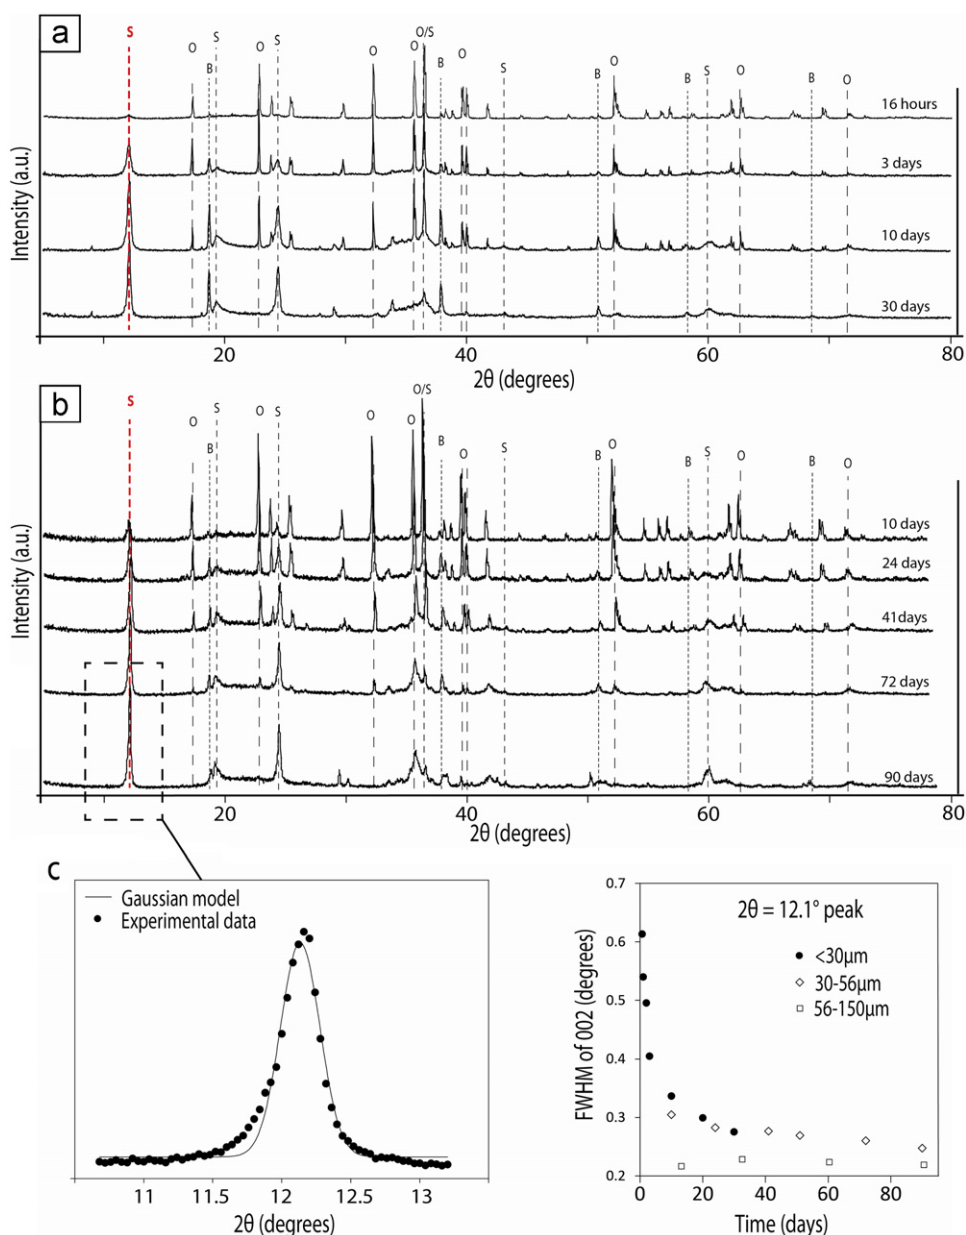 a
S
O
B
S
O
S
O
O
O/S
B
O
S
B
O
B
S
O
B
O
16 hours
3 days
10 days
30 days
Intensity (a.u.)
20
40
60
80
2θ (degrees)
b
S
O
B
S
O
S
O
O
O/S
B
O
S
B
O
B
S
O
B
O
10 days
24 days
41 days
72 days
90 days
Intensity (a.u.)
20
40
60
80
2θ (degrees)
c
Gaussian model
Experimental data
11
11.5
12
12.5
13
2θ (degrees)
0.7
0.6
0.5
0.4
0.3
0.2
FWHM of 002 (degrees)
2θ = 12.1° peak
<30µm
30-56µm
56-150µm
0
20
40
60
80
Time (days)